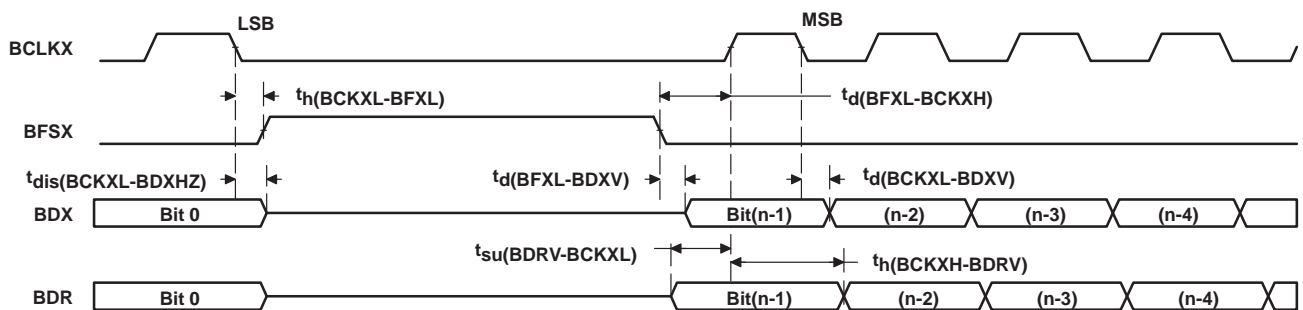 LSB
MSB
BCLKX
th(BCKXL-BFXL)
td(BFXL-BCKXH)
BFSX
tdis(BCKXL-BDXHZ)
td(BFXL-BDXV)
td(BCKXL-BDXV)
BDX Bit 0 Bit(n-1) (n-2) (n-3) (n-4)
tsu(BDRV-BCKXL)
th(BCKXH-BDRV)
BDR Bit 0 Bit(n-1) (n-2) (n-3) (n-4)